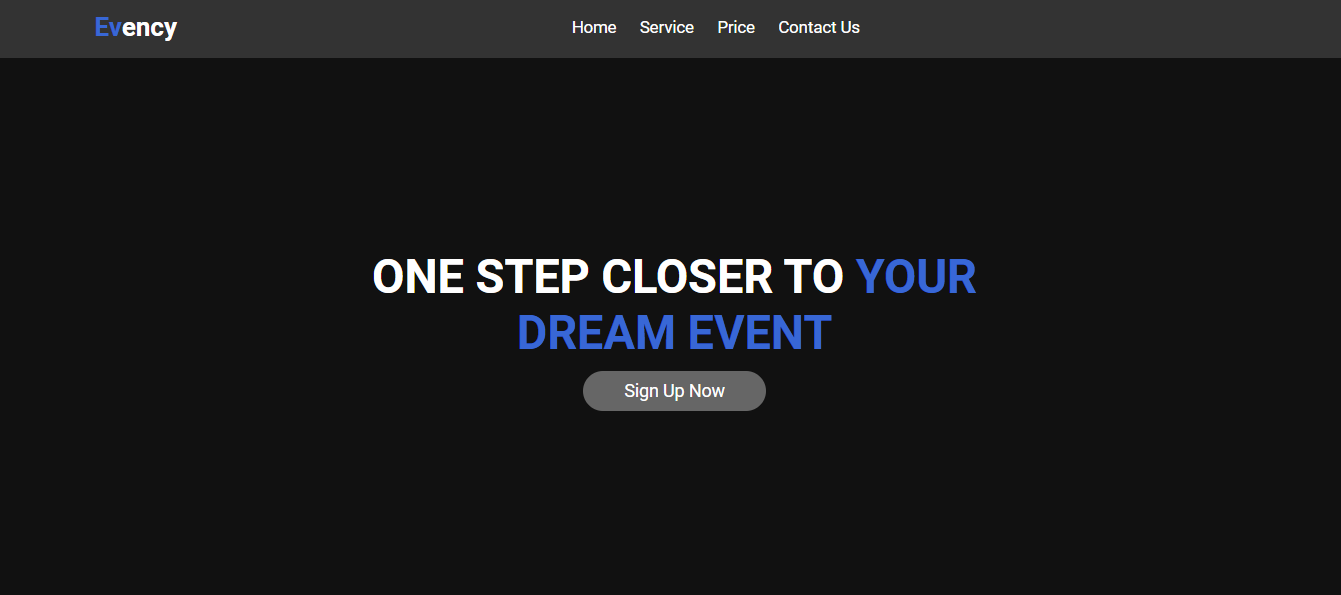 Evency
Home Service Price Contact Us
ONE STEP CLOSER TO YOUR
DREAM EVENT
Sign Up Now